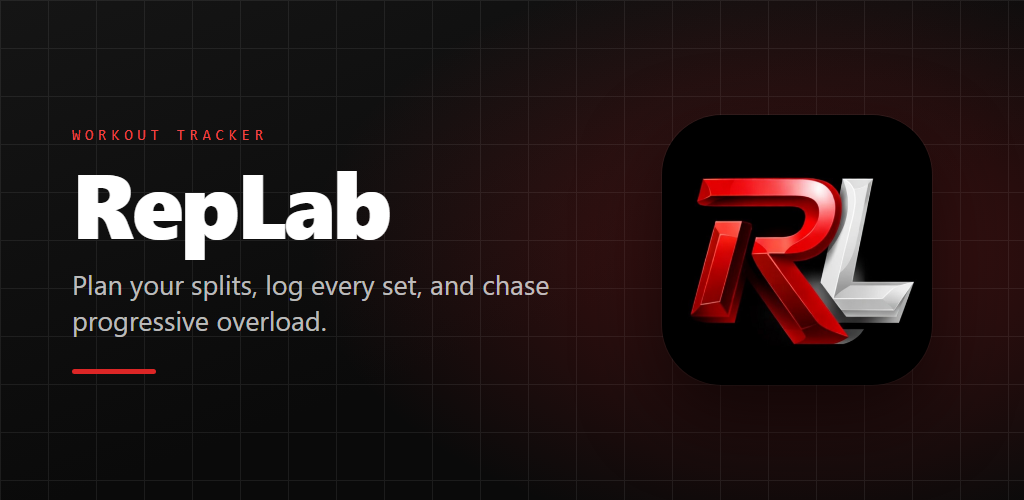 WORKOUT TRACKER
RepLab
Plan your splits, log every set, and chase
progressive overload.
RL